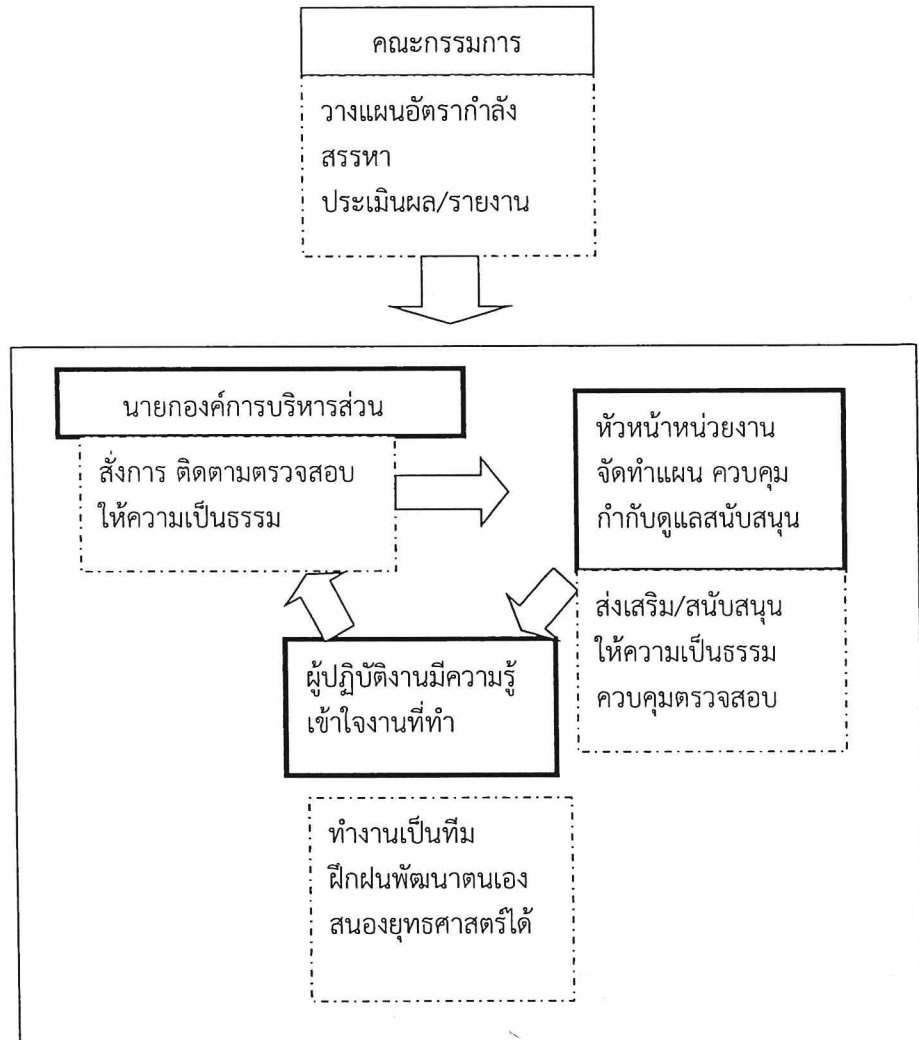 คณะกรรมการ
วางแผนอัตรากำลัง
สรรหา
ประเมินผล/รายงาน
นายกองค์การบริหารส่วน
สั่งการ ติดตามตรวจสอบ
ให้ความเป็นธรรม
หัวหน้าหน่วยงาน
จัดทำแผน ควบคุม
กำกับดูแลสนับสนุน
ส่งเสริม/สนับสนุน
ให้ความเป็นธรรม
ควบคุมตรวจสอบ
ผู้ปฏิบัติงานมีความรู้
เข้าใจงานที่ทำ
ทำงานเป็นทีม
ฝึกฝนพัฒนาตนเอง
สนองยุทธศาสตร์ได้